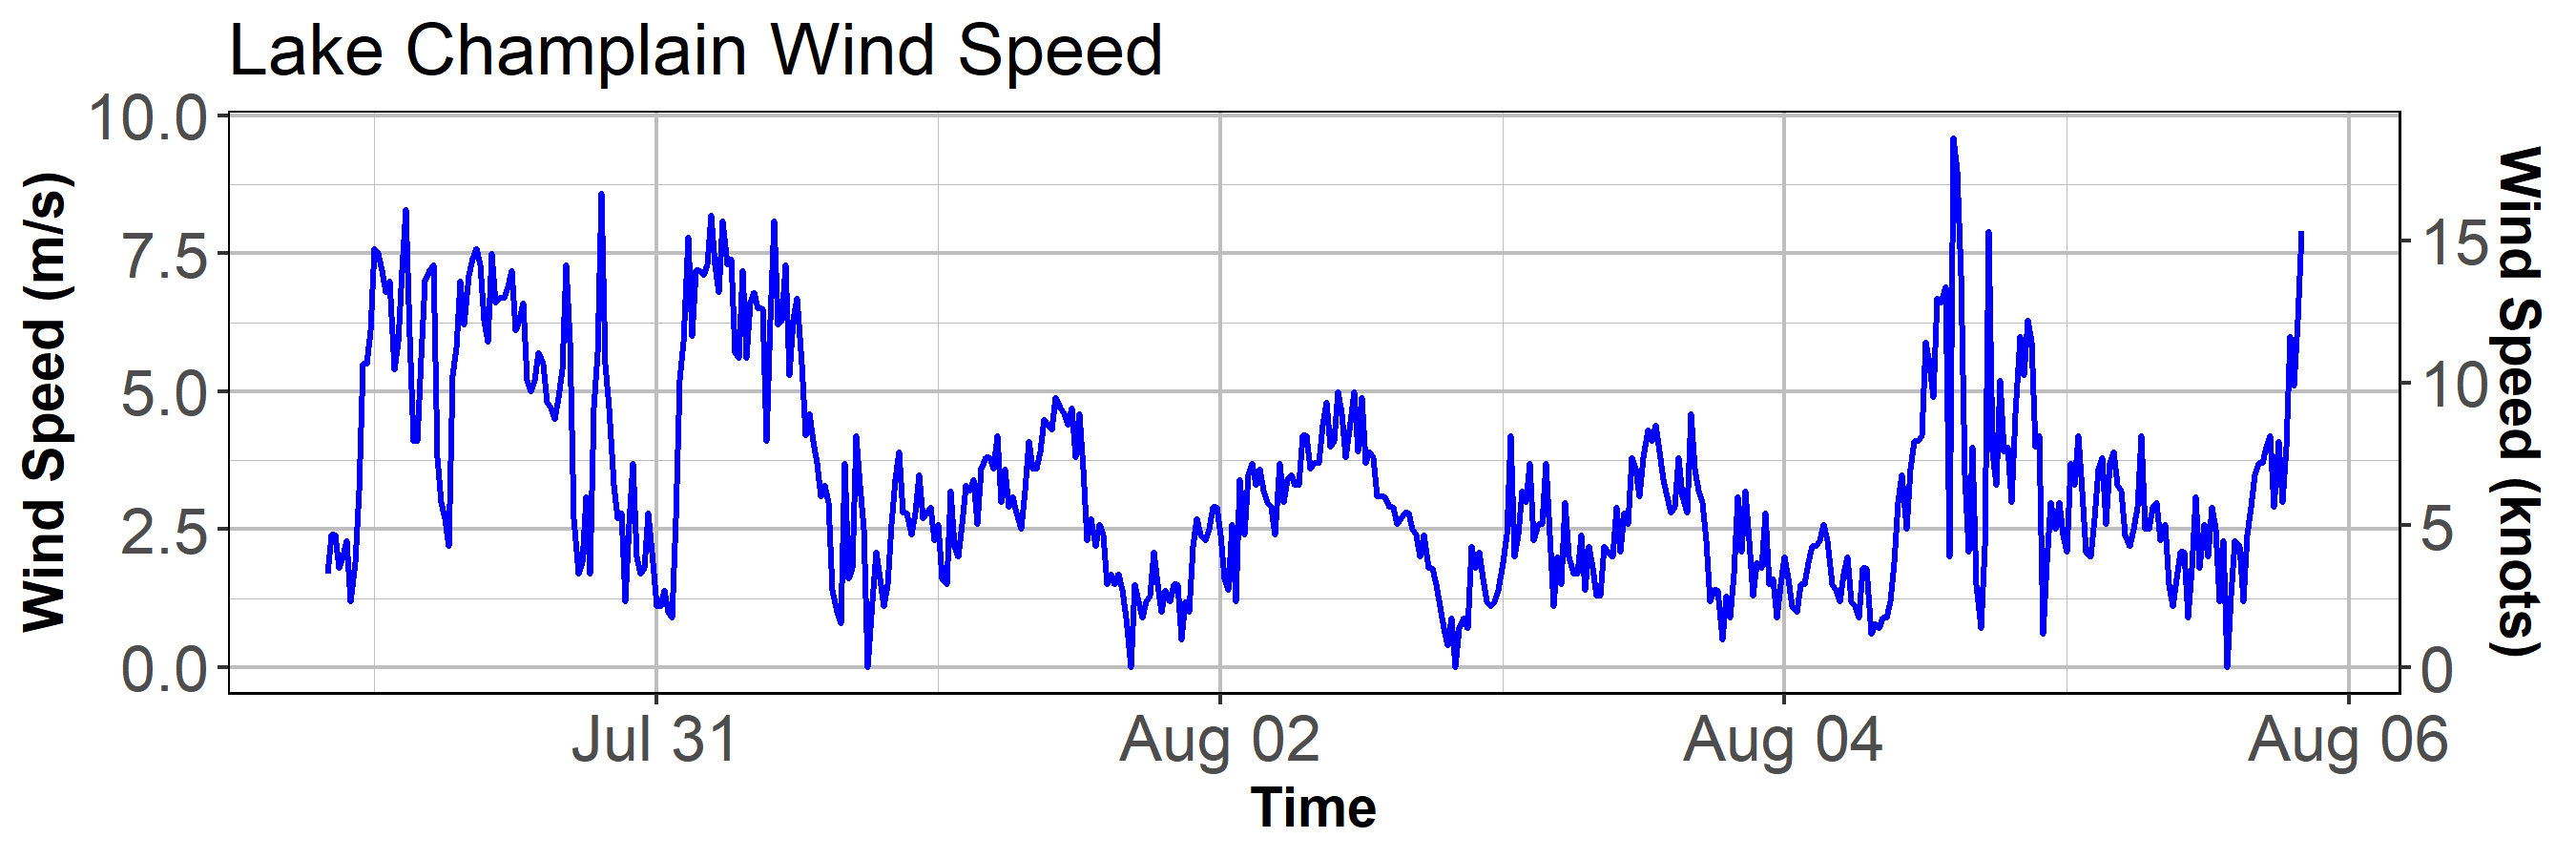 Lake Champlain Wind Speed
Wind Speed (m/s)
10.0
7.5
5.0
2.5
0.0
15
10
5
0
Wind Speed (knots)
Jul 31
Aug 02
Aug 04
Aug 06
Time